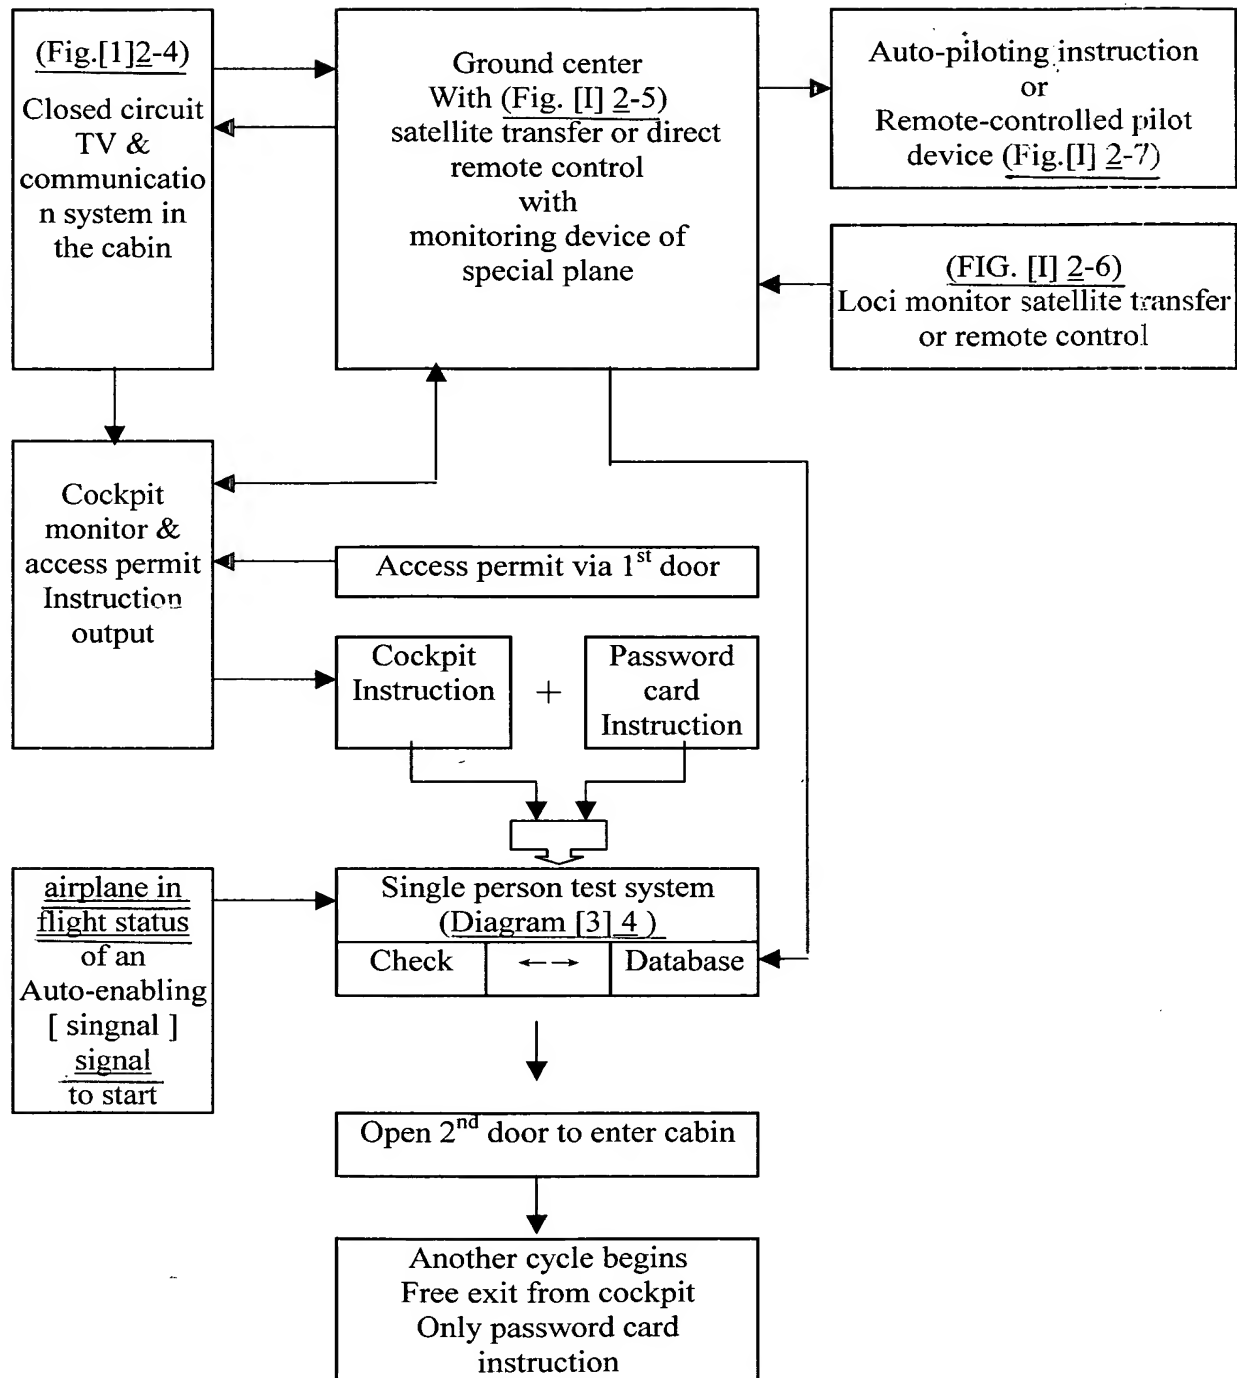 (Fig.[1]2-4)
Closed circuit
TV &
communicatio
n system in
the cabin
Ground center
With (Fig. [I] 2-5)
satellite transfer or direct
remote control
with
monitoring device of
special plane
Auto-piloting instruction
or
Remote-controlled pilot
device (Fig.[I] 2-7)
(FIG. [I] 2-6)
Loci monitor satellite transfer
or remote control
Cockpit
monitor &
access permit
Instruction
output
Access permit via 1st door
Cockpit
Instruction
+
Password
card
Instruction
airplane in
flight status
of an
Auto-enabling
[ singnal ]
signal
to start
Single person test system
(Diagram [3] 4 )
Check
Database
Open 2nd door to enter cabin
Another cycle begins
Free exit from cockpit
Only password card
instruction